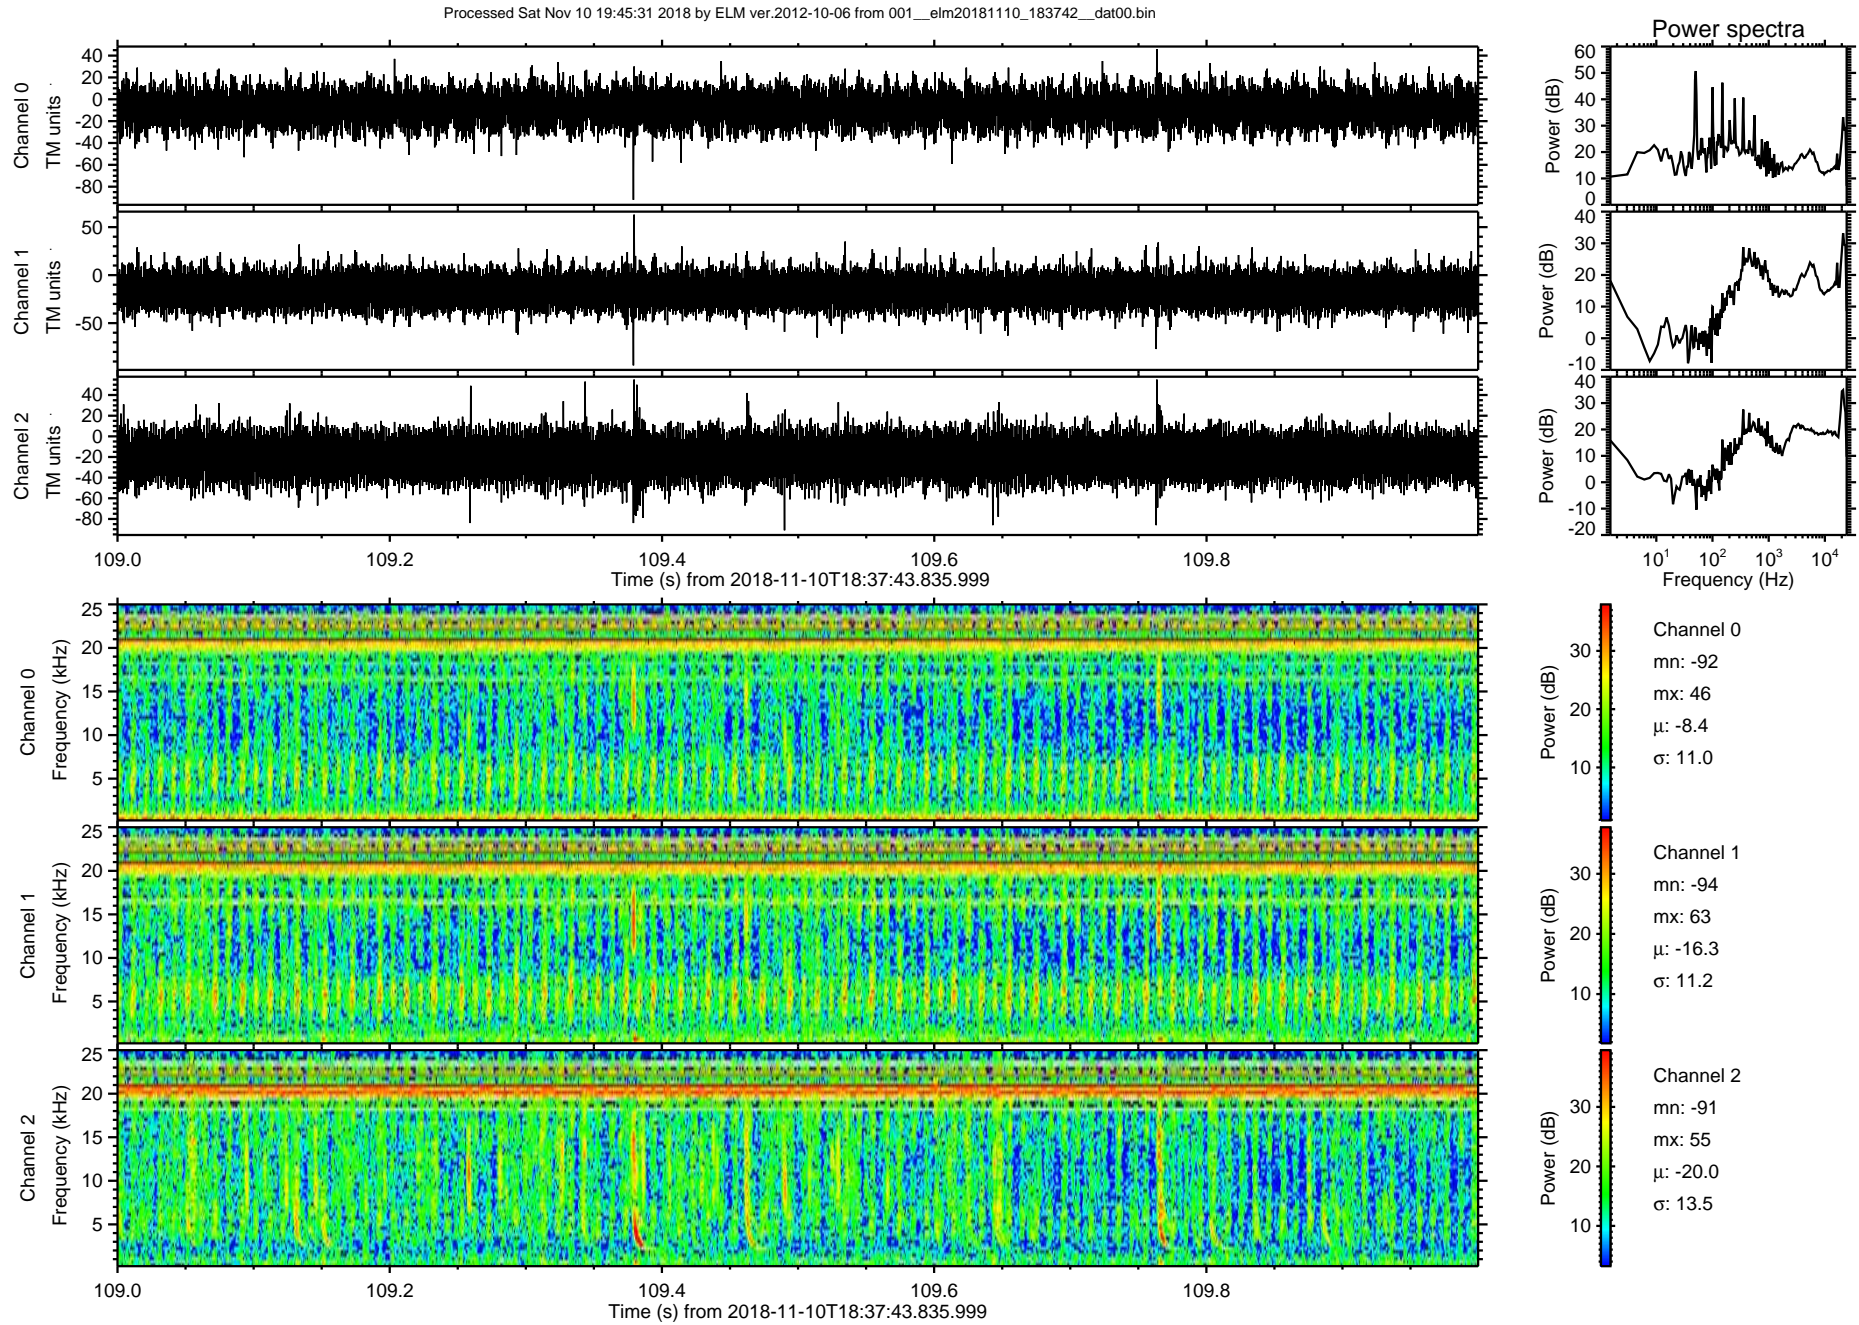 Processed Sat Nov 10 19:45:31 2018 by ELM ver.2012-10-06 from 001__elm20181110_183742__dat00.bin
Power spectra
Channel 0
TM units
40
20
0
-20
-40
-60
-80
Power (dB)
60
50
40
30
20
10
0
Channel 1
TM units
50
0
-50
Power (dB)
40
30
20
10
0
-10
Channel 2
TM units
40
20
0
-20
-40
-60
-80
Power (dB)
40
30
20
10
0
-10
-20
109.0 109.2 109.4 109.6 109.8
Time (s) from 2018-11-10T18:37:43.835.999
10^1 10^2 10^3 10^4
Frequency (Hz)
Channel 0
Frequency (kHz)
25
20
15
10
5
Power (dB)
30
20
10
Channel 0
mn: -92
mx: 46
μ: -8.4
σ: 11.0
Channel 1
Frequency (kHz)
25
20
15
10
5
Power (dB)
30
20
10
Channel 1
mn: -94
mx: 63
μ: -16.3
σ: 11.2
Channel 2
Frequency (kHz)
25
20
15
10
5
Power (dB)
30
20
10
Channel 2
mn: -91
mx: 55
μ: -20.0
σ: 13.5
109.0 109.2 109.4 109.6 109.8
Time (s) from 2018-11-10T18:37:43.835.999